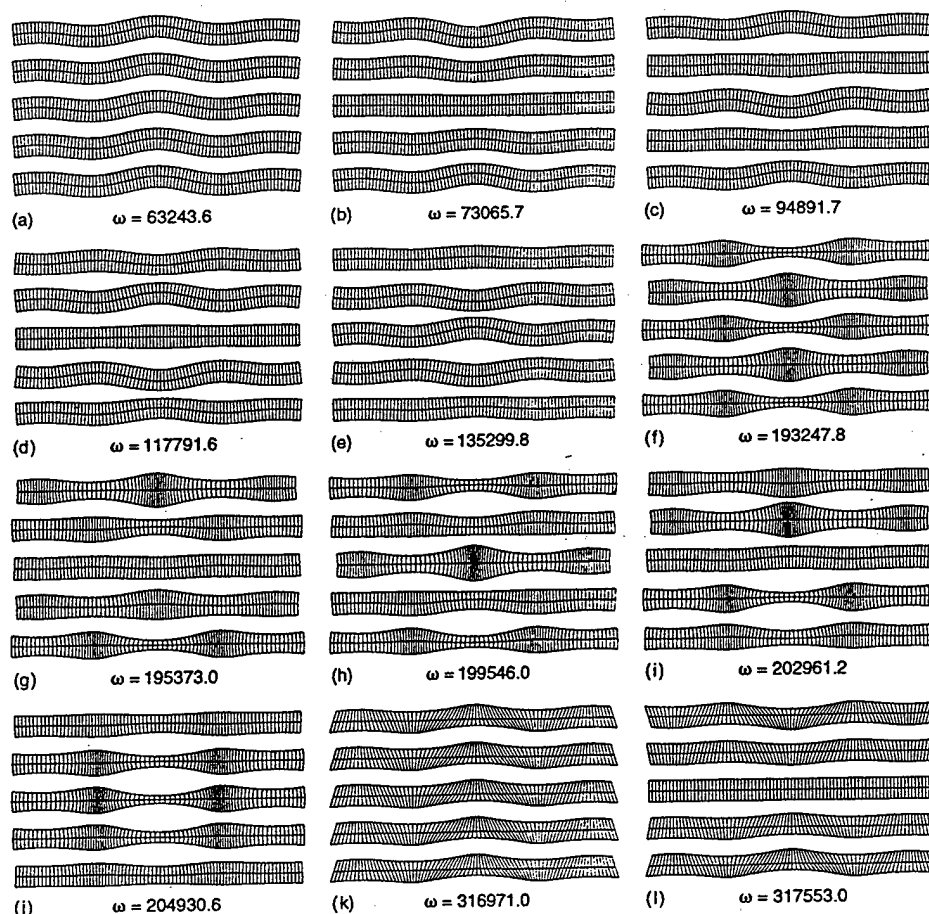 (a) ω = 63243.6
(b) ω = 73065.7
(c) ω = 94891.7
(d) ω = 117791.6
(e) ω = 135299.8
(f) ω = 193247.8
(g) ω = 195373.0
(h) ω = 199546.0
(i) ω = 202961.2
(j) ω = 204930.6
(k) ω = 316971.0
(l) ω = 317553.0